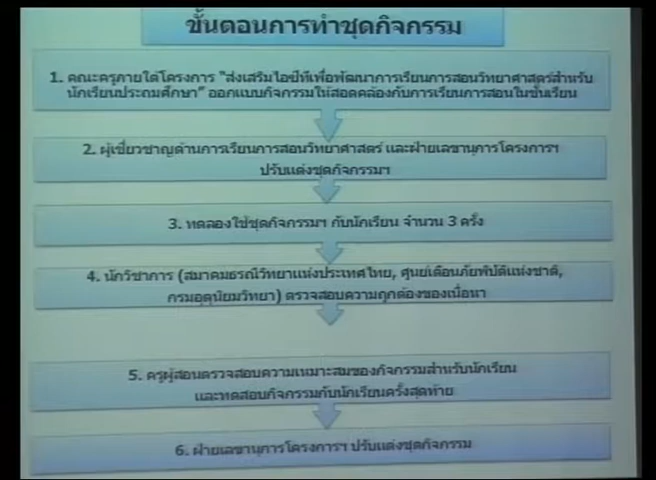 ขั้นตอนการทำชุดกิจกรรม
1. คณะครูภายใต้โครงการ "ส่งเสริมไอซีทีเพื่อพัฒนาการเรียนการสอนวิทยาศาสตร์สำหรับ
นักเรียนประถมศึกษา" ออกแบบกิจกรรมให้สอดคล้องกับการเรียนการสอนในชั้นเรียน
2. ผู้เชี่ยวชาญด้านการเรียนการสอนวิทยาศาสตร์ และฝ่ายเลขานุการโครงการฯ
ปรับแต่งชุดกิจกรรมฯ
3. ทดลองใช้ชุดกิจกรรมฯ กับนักเรียน จำนวน 3 ครั้ง
4. นักวิชาการ (สมาคมธรณีวิทยาแห่งประเทศไทย, ศูนย์เตือนภัยพิบัติแห่งชาติ,
กรมอุตุนิยมวิทยา) ตรวจสอบความถูกต้องของเนื้อหา
5. ครูผู้สอนตรวจสอบความเหมาะสมของกิจกรรมสำหรับนักเรียน
และทดสอบกิจกรรมกับนักเรียนครั้งสุดท้าย
6. ฝ่ายเลขานุการโครงการฯ ปรับแต่งชุดกิจกรรม